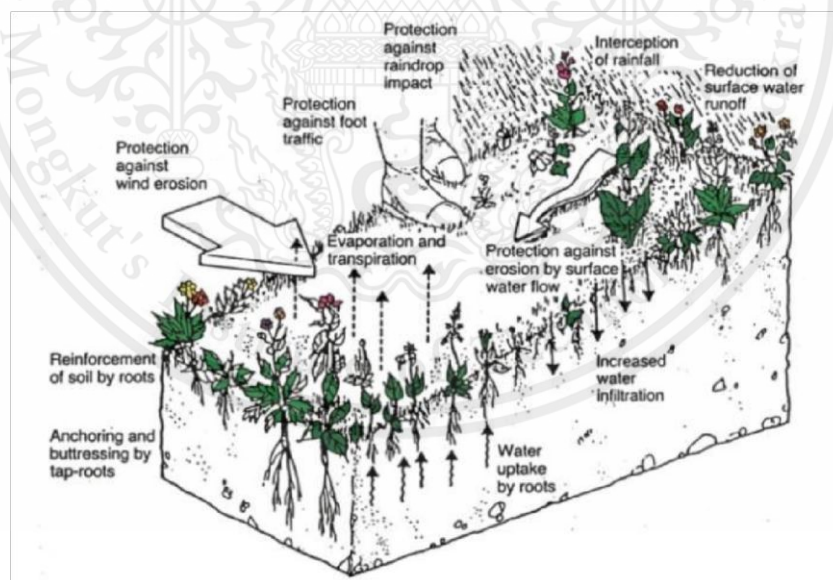 Protection
against
raindrop
impact
Interception
of rainfall
Reduction of
surface water
runoff
Protection
against foot
traffic
Protection
against
wind erosion
Evaporation and
transpiration
Protection against
erosion by surface
water flow
Reinforcement
of soil by roots
Increased
water
infiltration
Anchoring and
buttressing by
tap-roots
Water
uptake
by roots
Mongkut's